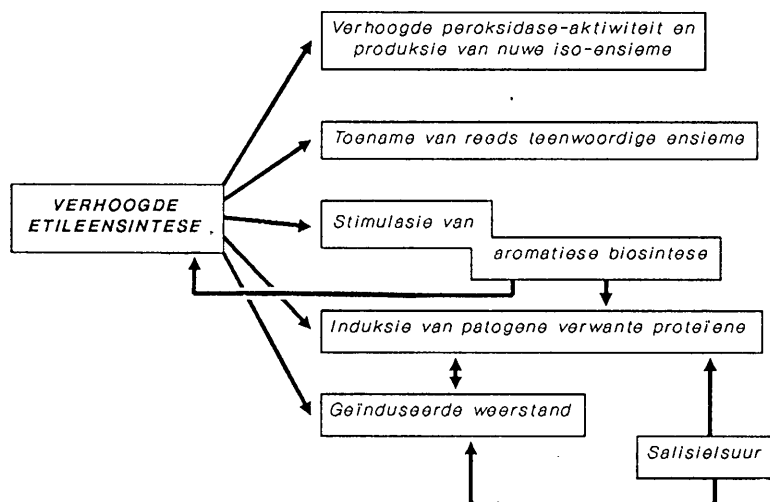 Verhoogde peroksidase-aktiwiteit en
produksie van nuwe iso-ensieme
Toename van reeds teenwoordige ensieme
VERHOOGDE
ETILEENSINTESE
Stimulasie van
aromatiese biosintese
Induksie van patogene verwante proteïene
Geïnduseerde weerstand
Salisielsuur